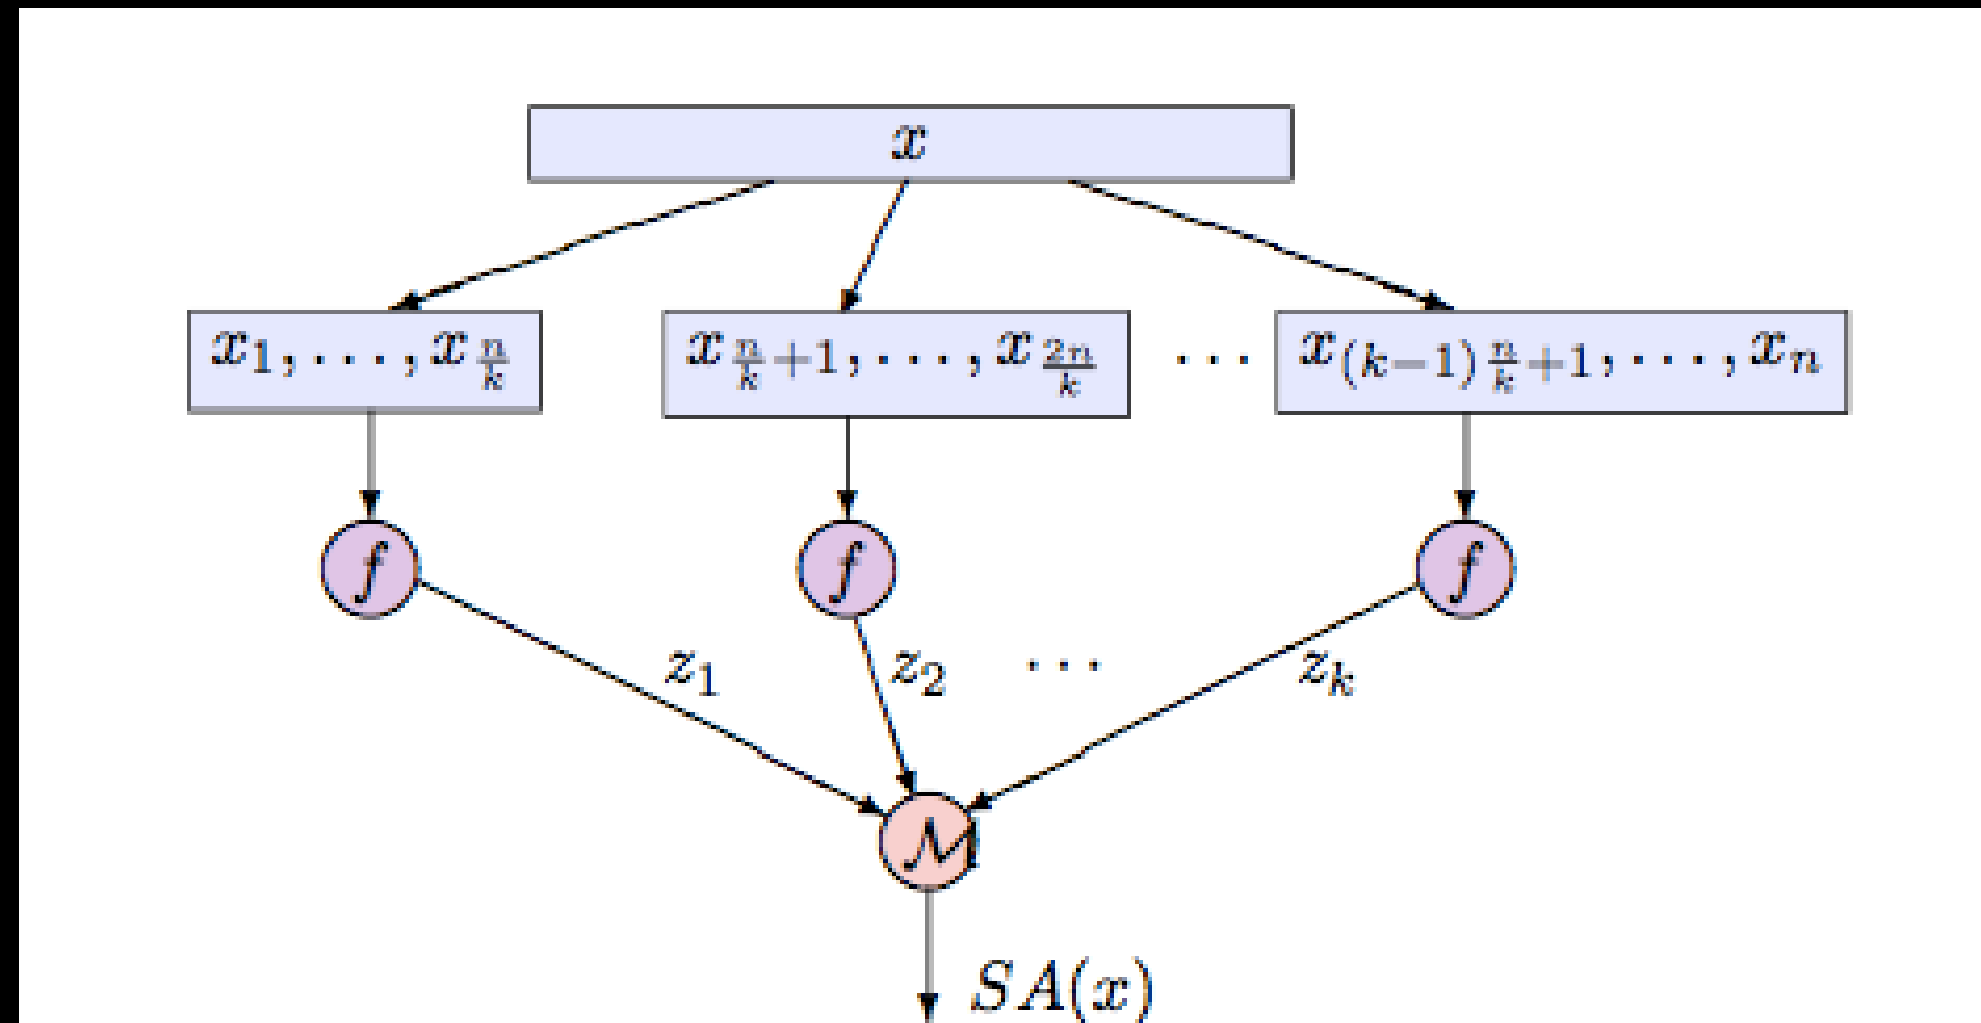 x
x_1, ..., x_{n/k} x_{n/k+1}, ..., x_{2n/k} ... x_{(k-1)n/k+1}, ..., x_n
f f f
z_1 z_2 ... z_k
ℳ
SA(x)